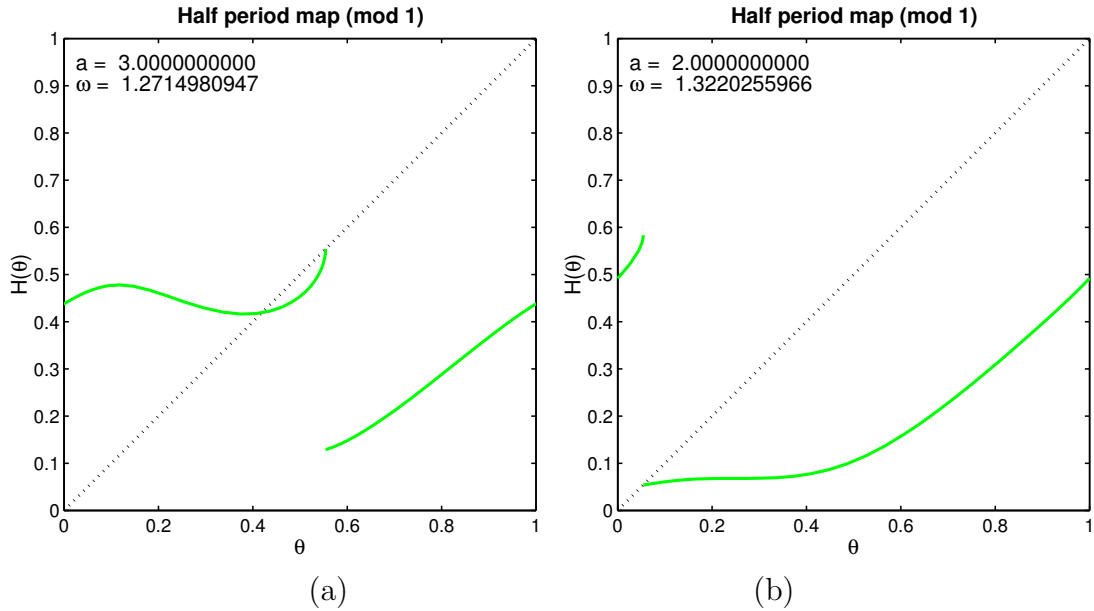 Half period map (mod 1)
a = 3.0000000000
ω = 1.2714980947
1
0.9
0.8
0.7
0.6
0.5
0.4
0.3
0.2
0.1
0
H(θ)
0
0.2
0.4
0.6
0.8
1
θ
(a)
Half period map (mod 1)
a = 2.0000000000
ω = 1.3220255966
1
0.9
0.8
0.7
0.6
0.5
0.4
0.3
0.2
0.1
0
H(θ)
0
0.2
0.4
0.6
0.8
1
θ
(b)